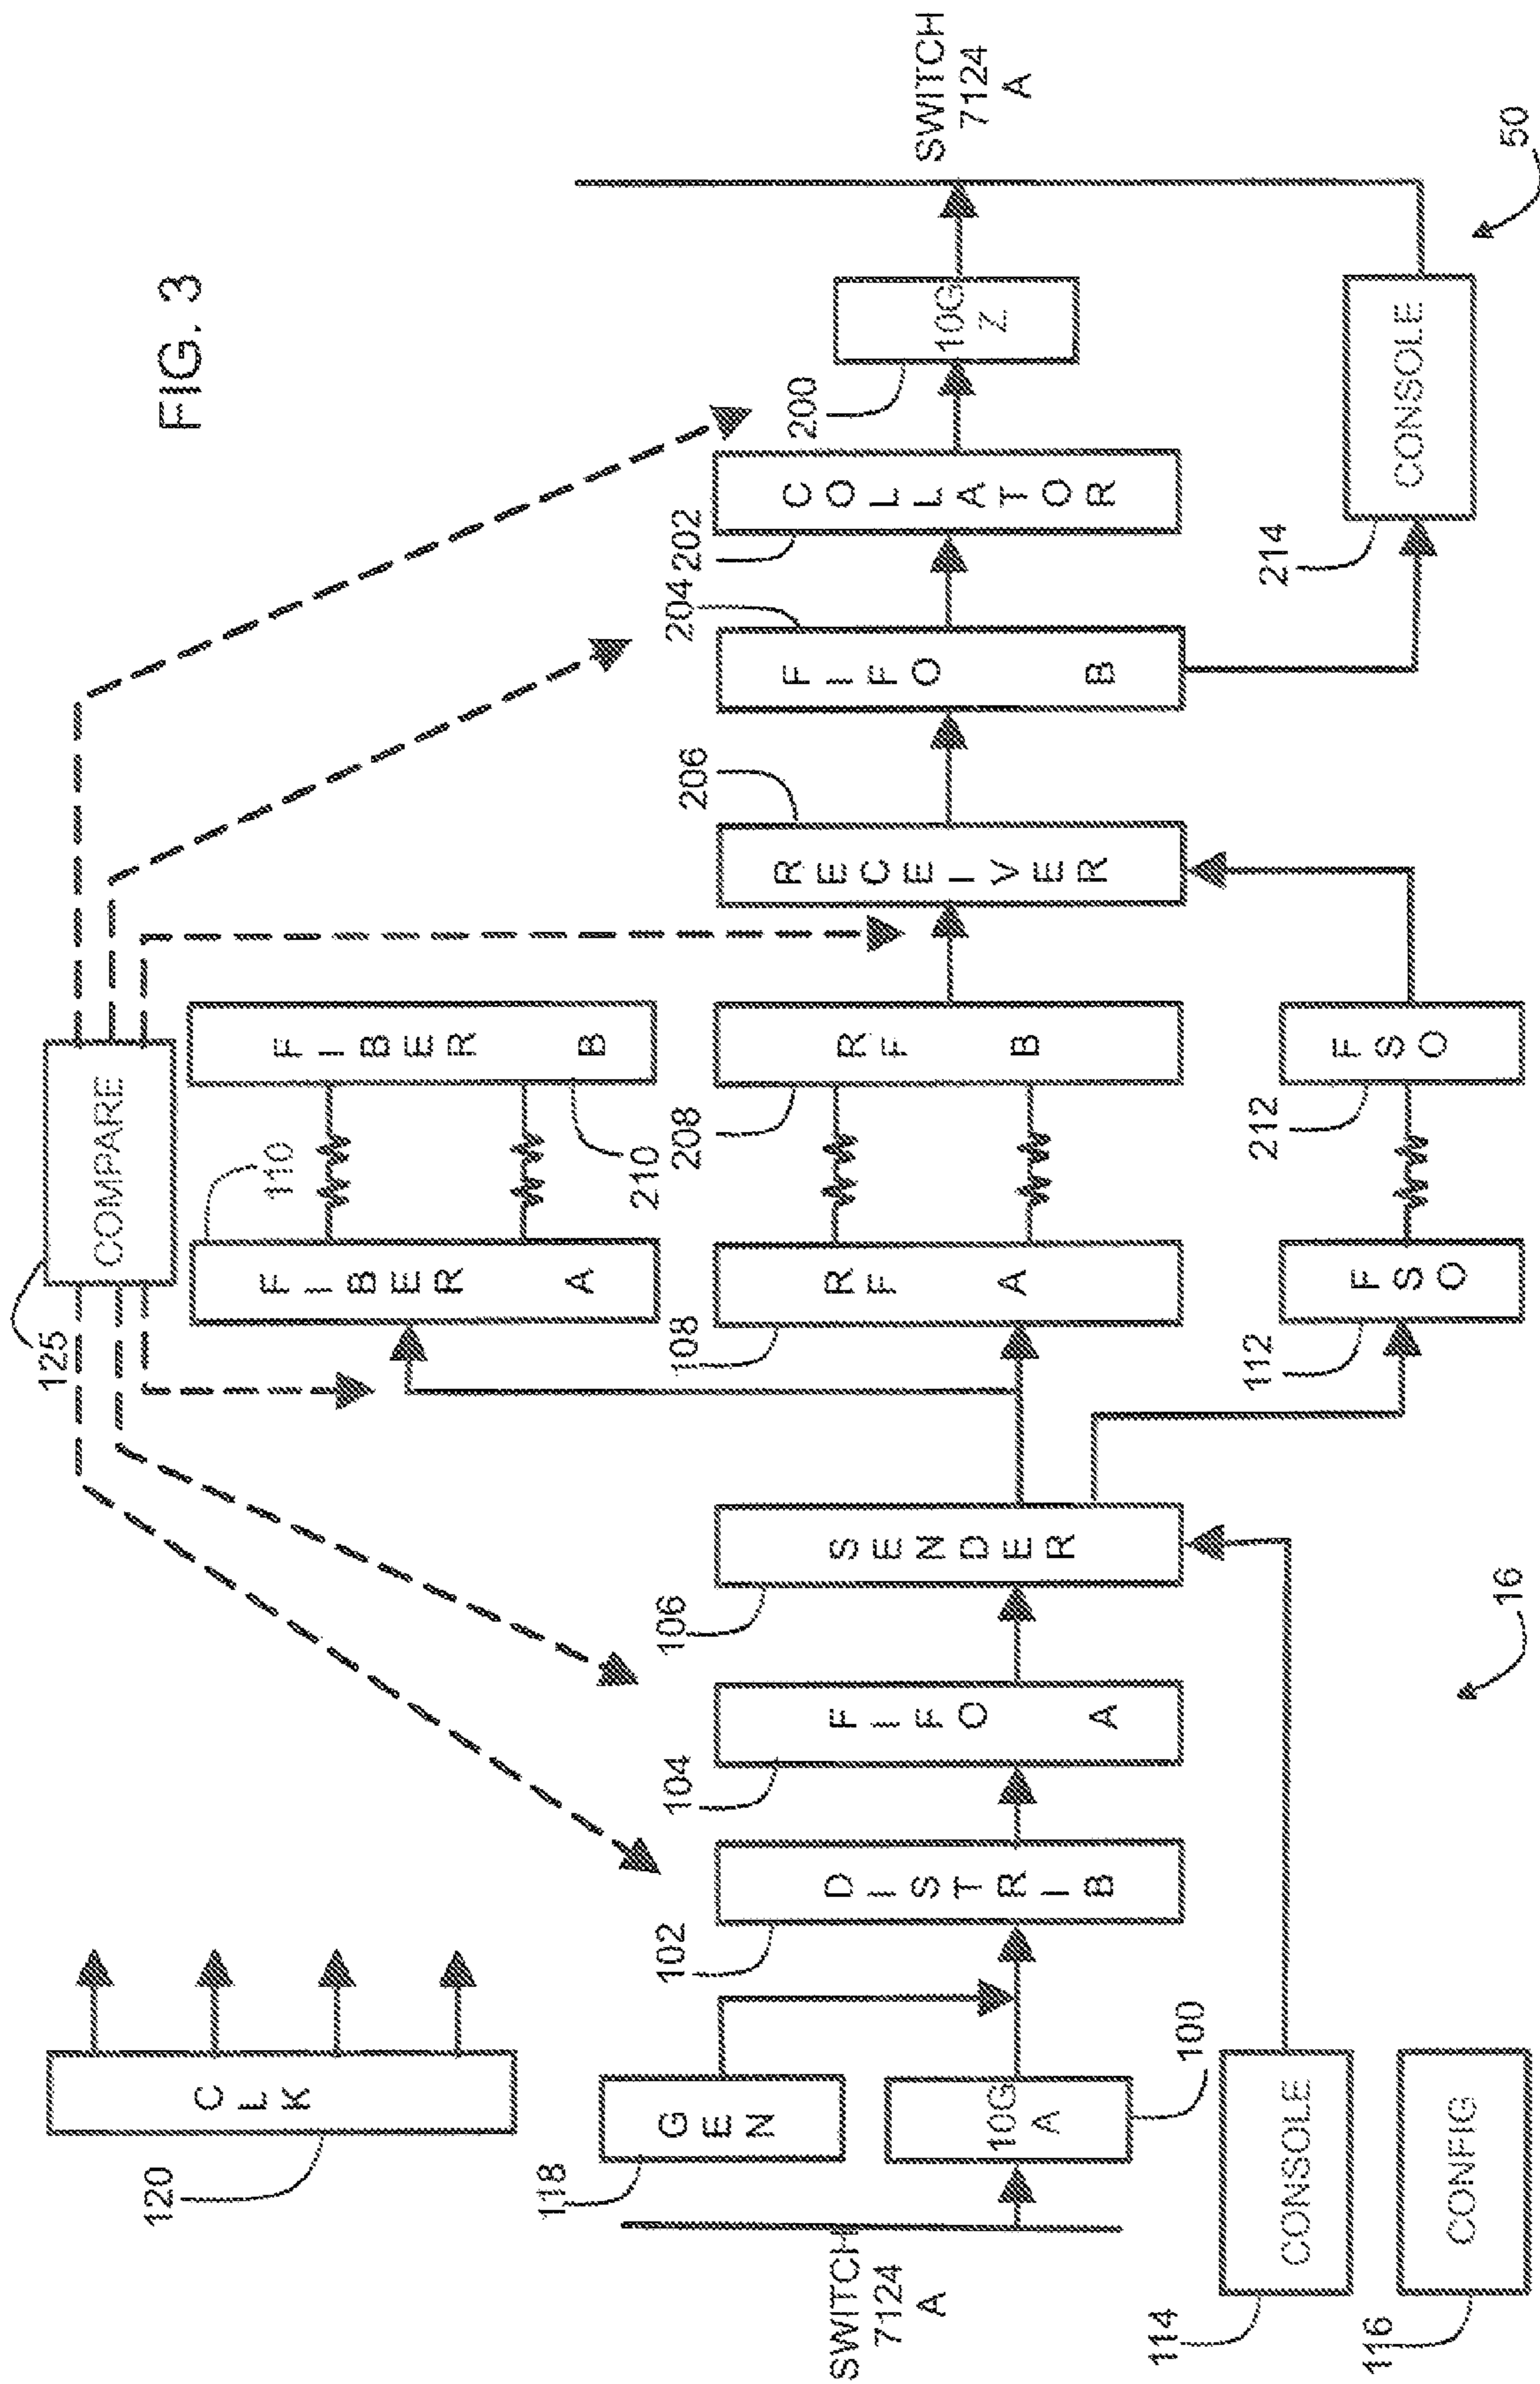 FIG. 3
125
COMPARE
120
CLK
110
FIBER A
FIBER B
210
118
GEN
SWITCH
7124
A
10G
A
100
102
DISTRIB
104
FIFO A
106
SENDER
108
RF A
208
RF B
206
RECEIVER
204
FIFO B
202
COLLATOR
200
10G
Z
SWITCH
7124
A
114
CONSOLE
116
CONFIG
16
112
FSO
212
FSO
214
CONSOLE
50